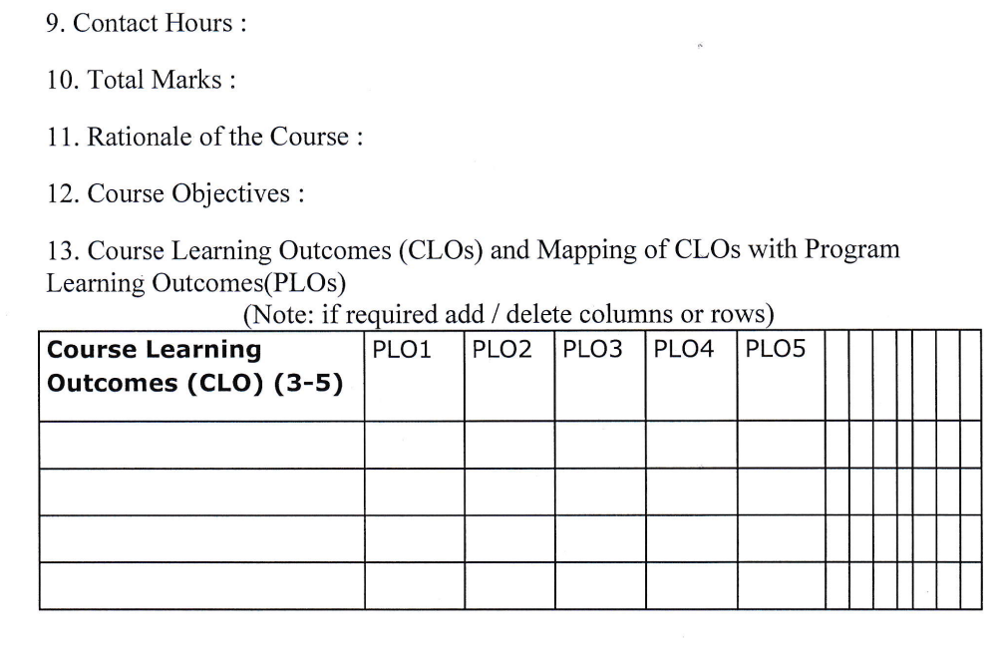 9. Contact Hours :
10. Total Marks :
11. Rationale of the Course :
12. Course Objectives :
13. Course Learning Outcomes (CLOs) and Mapping of CLOs with Program
Learning Outcomes(PLOs)
(Note: if required add / delete columns or rows)
Course Learning PLO1 PLO2 PLO3 PLO4 PLO5
Outcomes (CLO) (3-5)